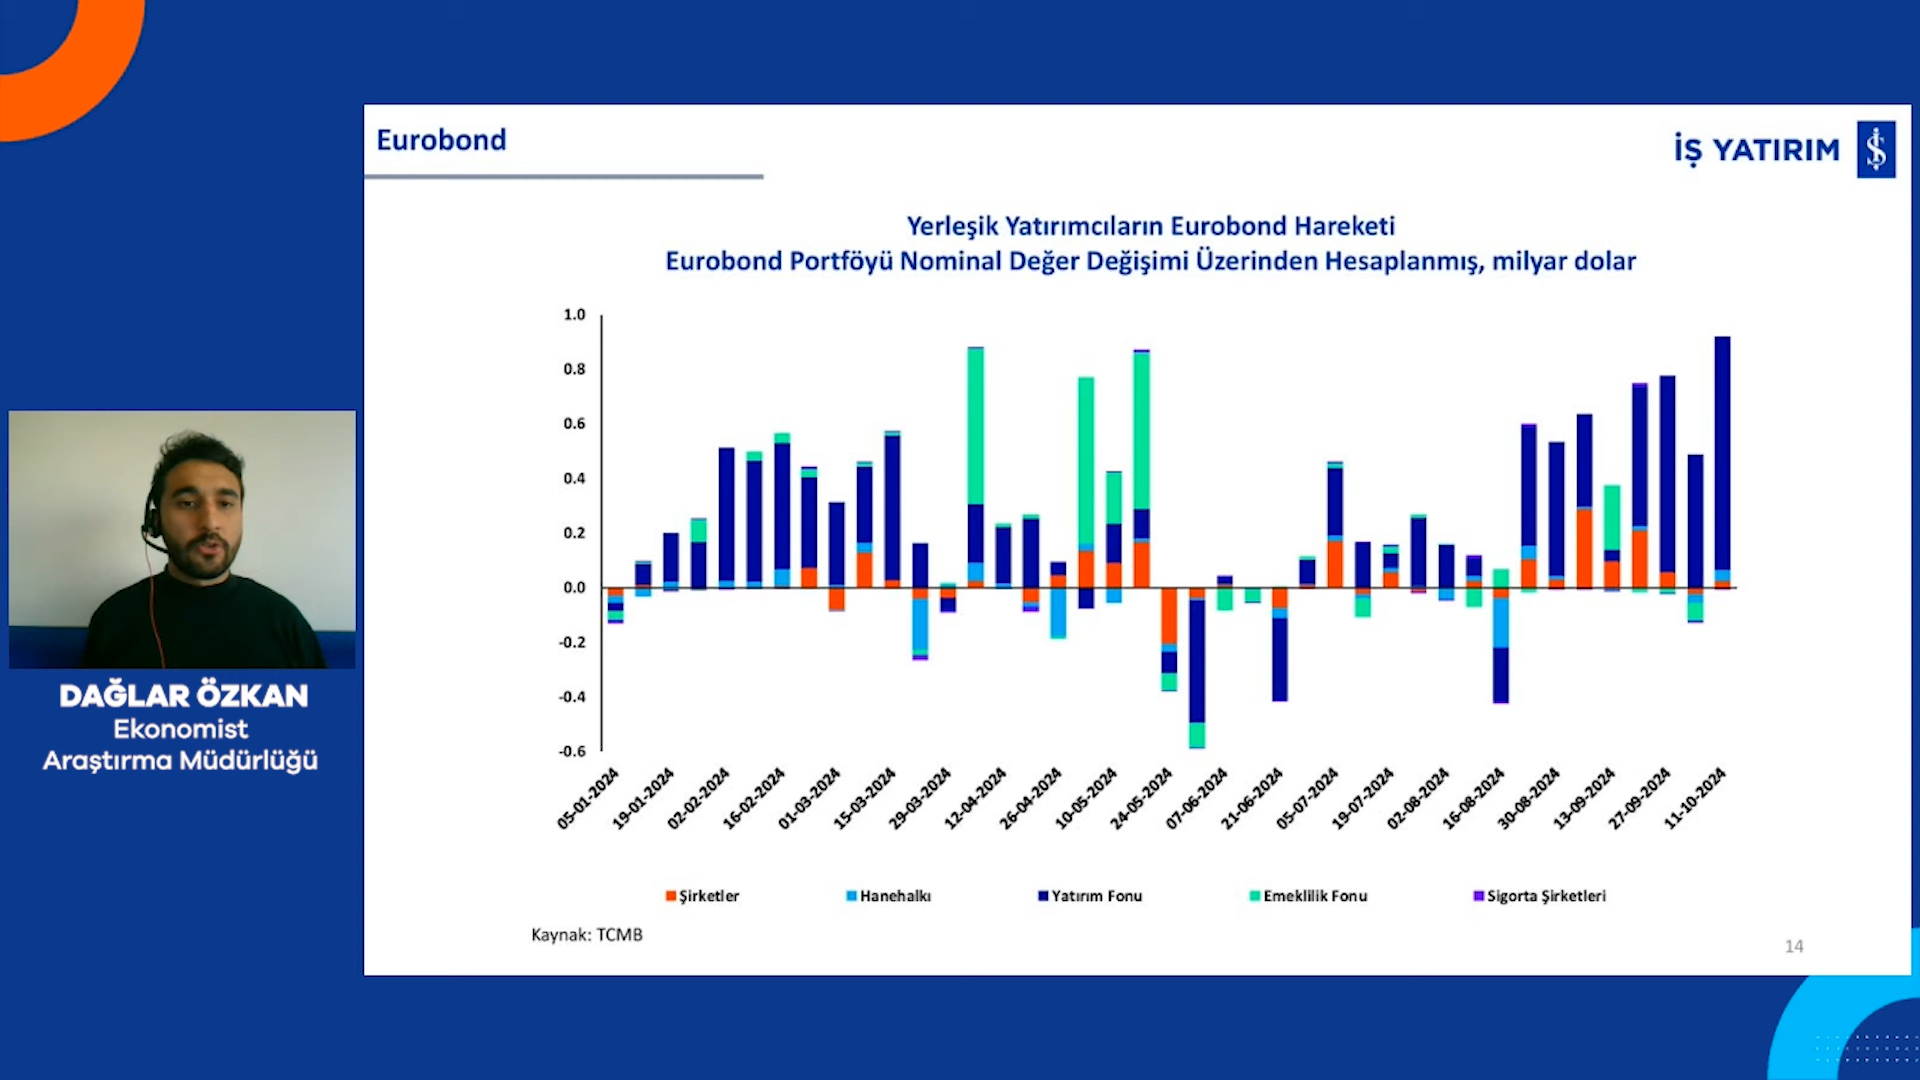 Eurobond
İŞ YATIRIM
Yerleşik Yatırımcıların Eurobond Hareketi
Eurobond Portföyü Nominal Değer Değişimi Üzerinden Hesaplanmış, milyar dolar
1.0
0.8
0.6
0.4
0.2
0.0
-0.2
-0.4
-0.6
05-01-2024 19-01-2024 02-02-2024 16-02-2024 01-03-2024 15-03-2024 29-03-2024 12-04-2024 26-04-2024 10-05-2024 24-05-2024 07-06-2024 21-06-2024 05-07-2024 19-07-2024 02-08-2024 16-08-2024 30-08-2024 13-09-2024 27-09-2024 11-10-2024
Şirketler Hanehalkı Yatırım Fonu Emeklilik Fonu Sigorta Şirketleri
Kaynak: TCMB
14
DAĞLAR ÖZKAN
Ekonomist
Araştırma Müdürlüğü